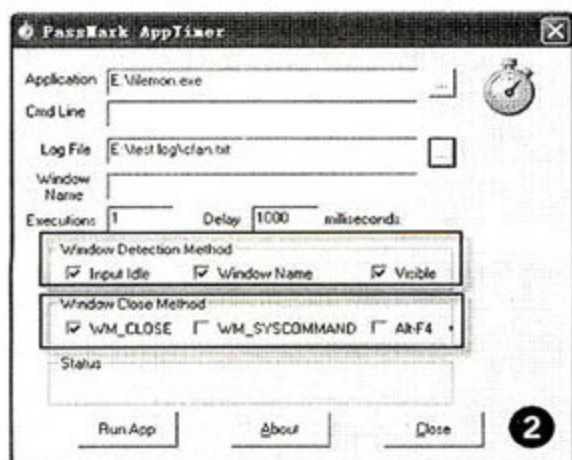 PassMark AppTimer
Application E:\filemon.exe ...
Cmd Line
Log File E:\test log\cfan.txt ...
Window Name
Executions 1 Delay 1000 milliseconds
Window Detection Method
Input Idle Window Name Visible
Window Close Method
WM_CLOSE WM_SYSCOMMAND Alt-F4
Status
Run App About Close
2